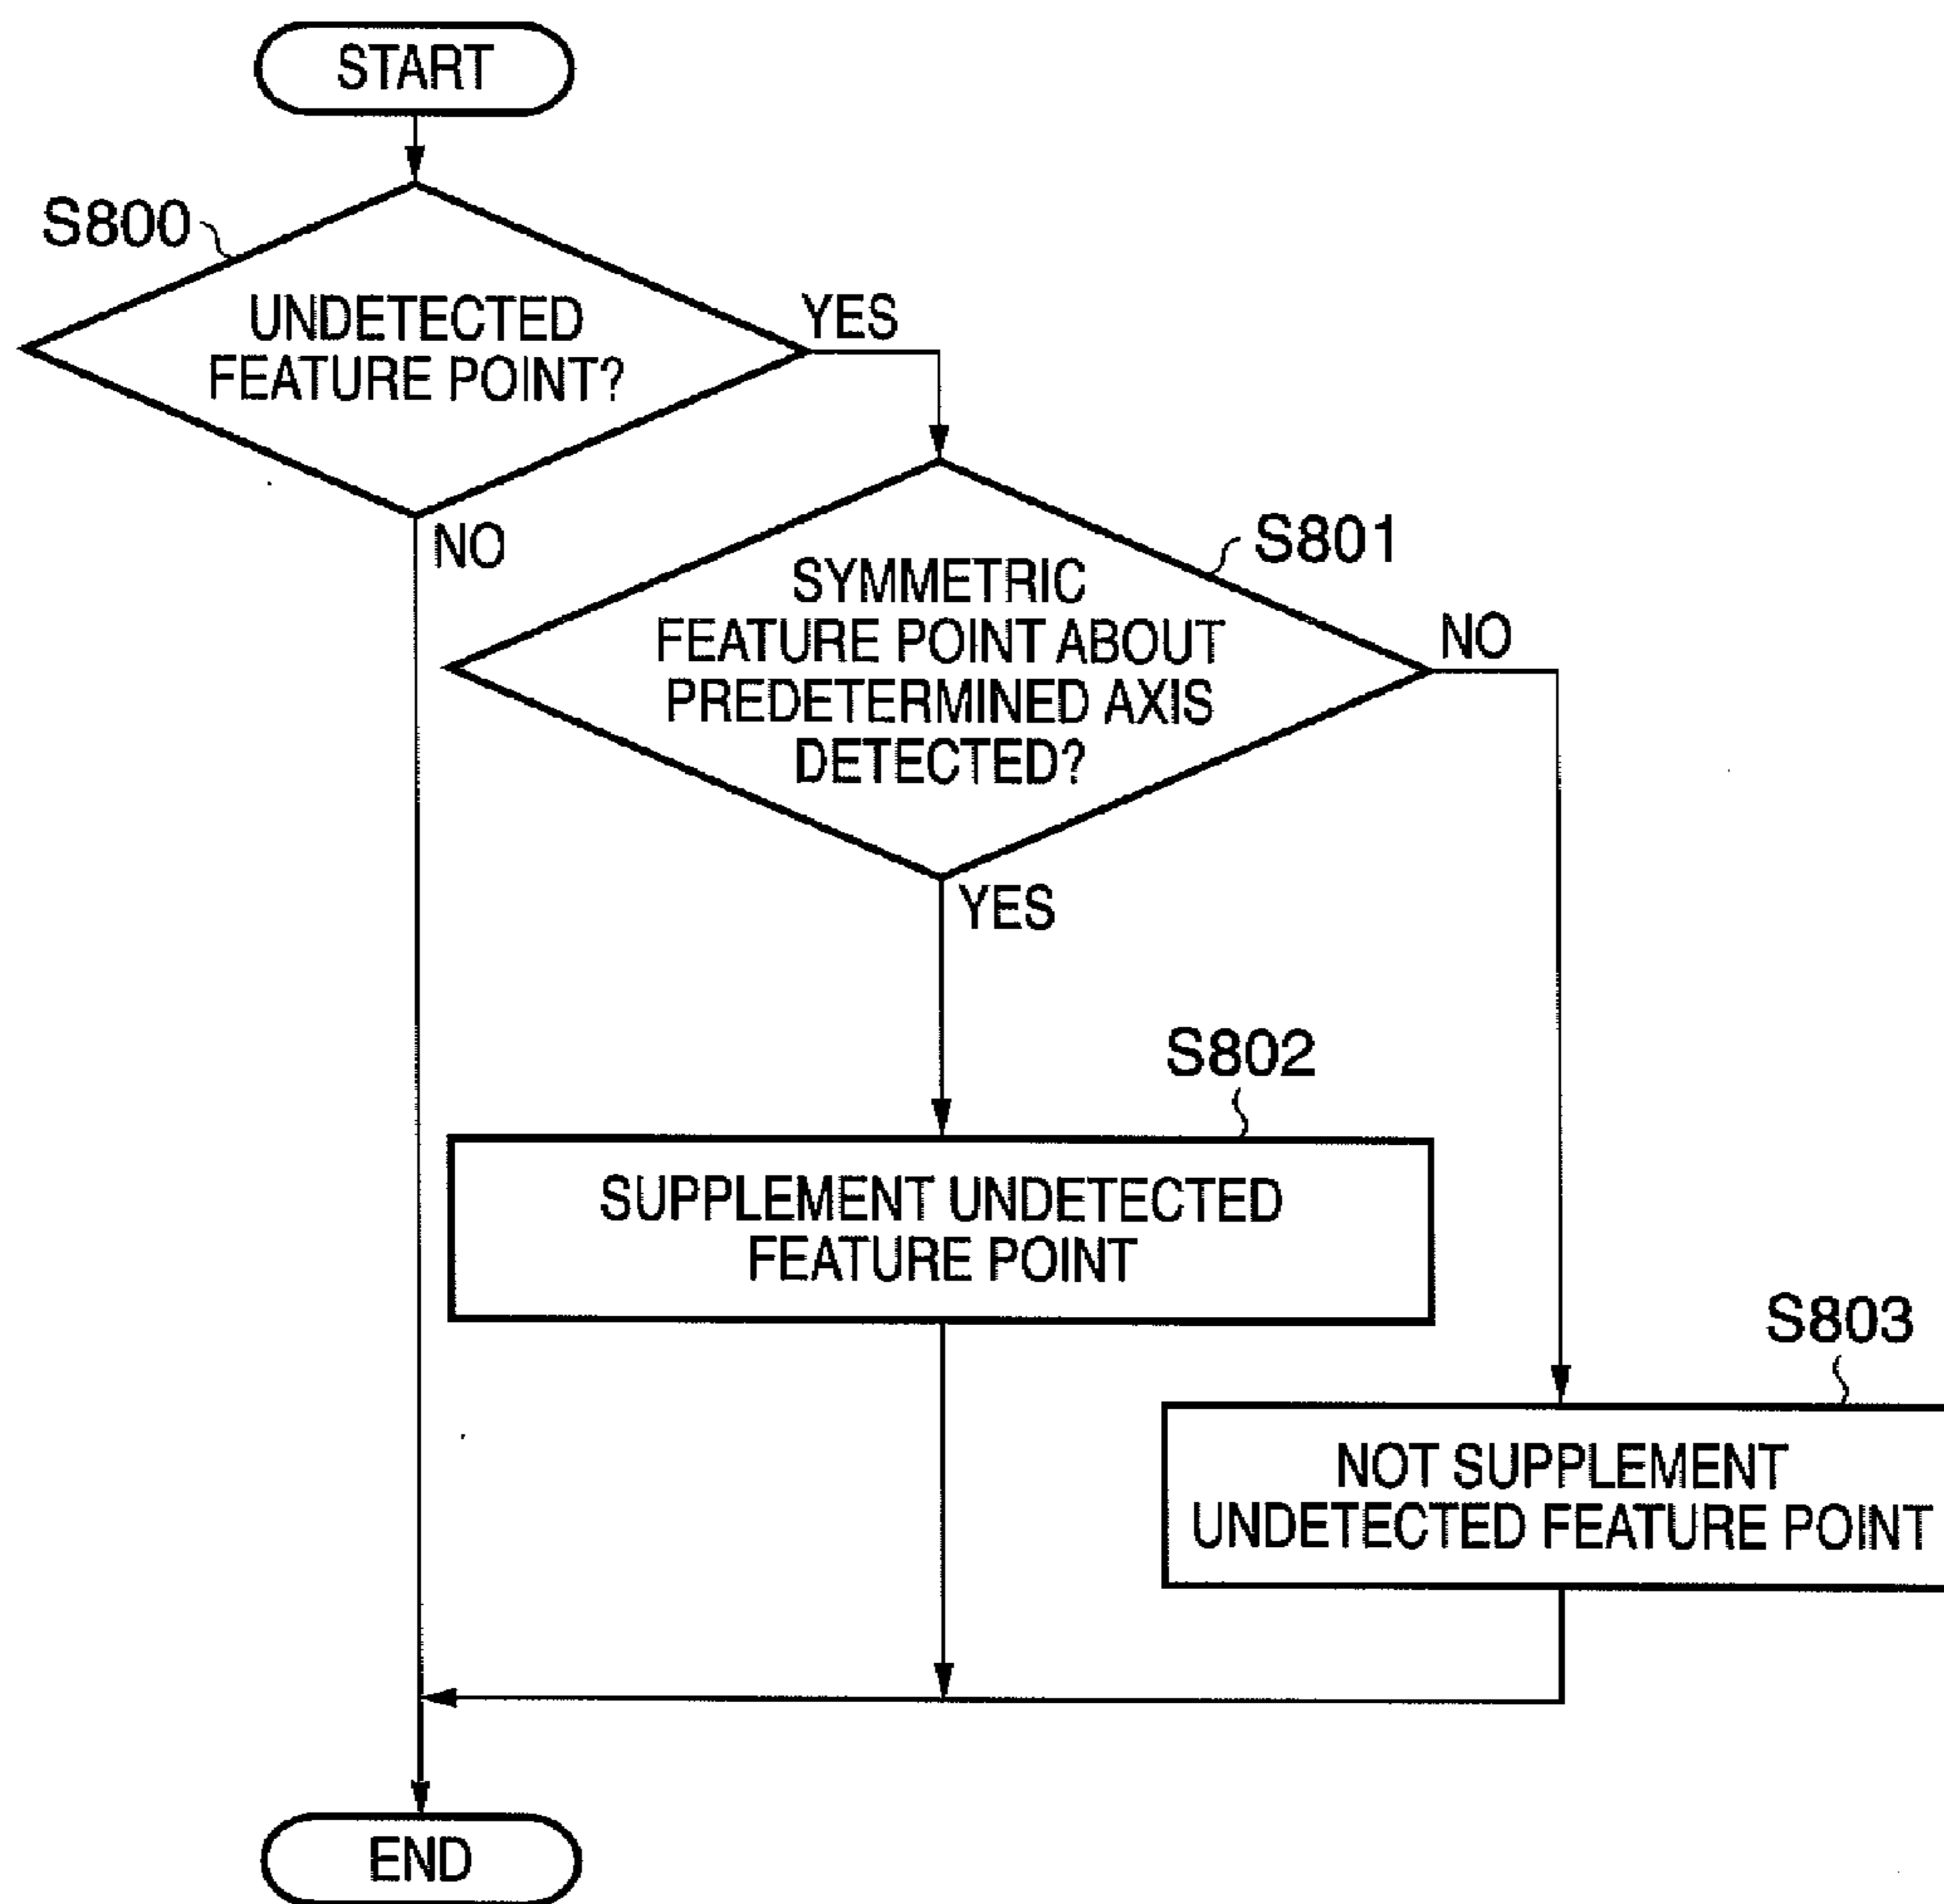 START
S800
UNDETECTED
FEATURE POINT?
YES
NO
S801
SYMMETRIC
FEATURE POINT ABOUT
PREDETERMINED AXIS
DETECTED?
NO
YES
S802
SUPPLEMENT UNDETECTED
FEATURE POINT
S803
NOT SUPPLEMENT
UNDETECTED FEATURE POINT
END